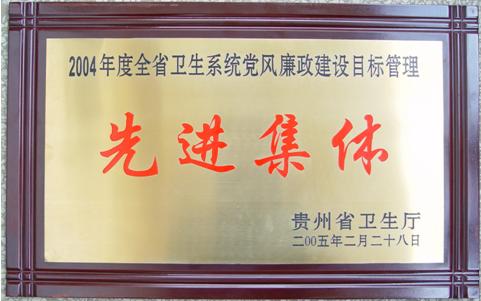 2004年度全省卫生系统党风廉政建设目标管理
先进集体
贵州省卫生厅
二00五年二月二十八日